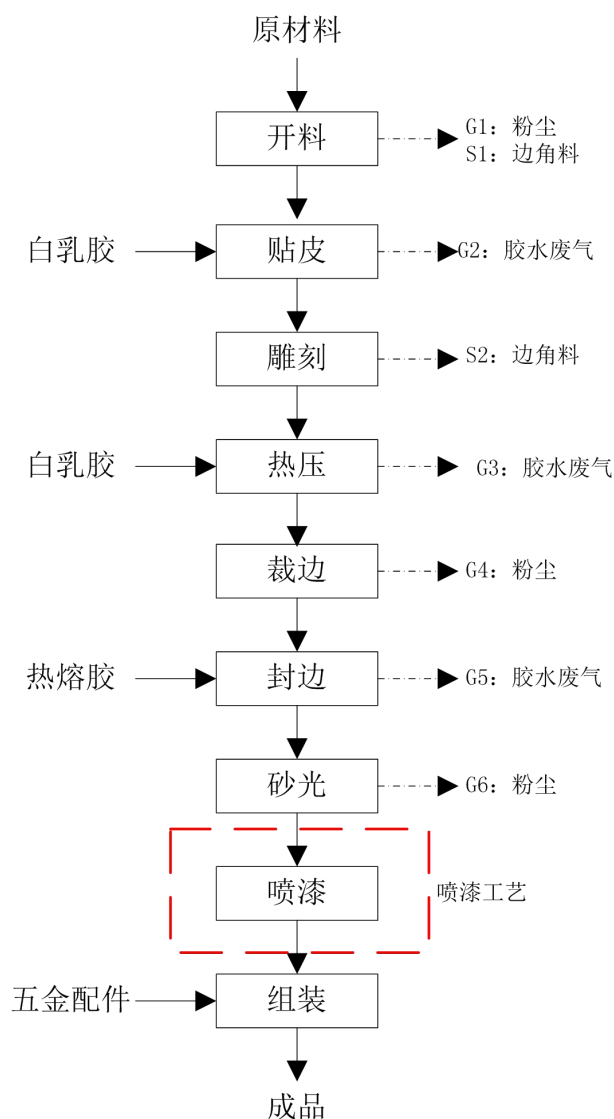 原材料
开料
G1: 粉尘
S1: 边角料
白乳胶
贴皮
G2: 胶水废气
雕刻
S2: 边角料
白乳胶
热压
G3: 胶水废气
裁边
G4: 粉尘
热熔胶
封边
G5: 胶水废气
砂光
G6: 粉尘
喷漆
喷漆工艺
五金配件
组装
成品